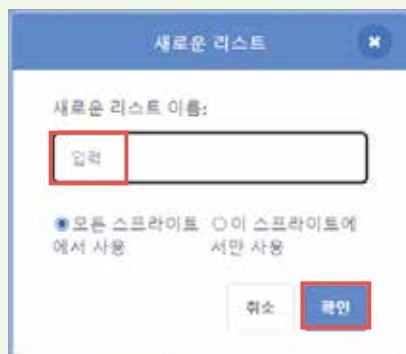 새로운 리스트
새로운 리스트 이름:
입력
모든 스프라이트 이 스프라이트에
에서 사용 서만 사용
취소 확인